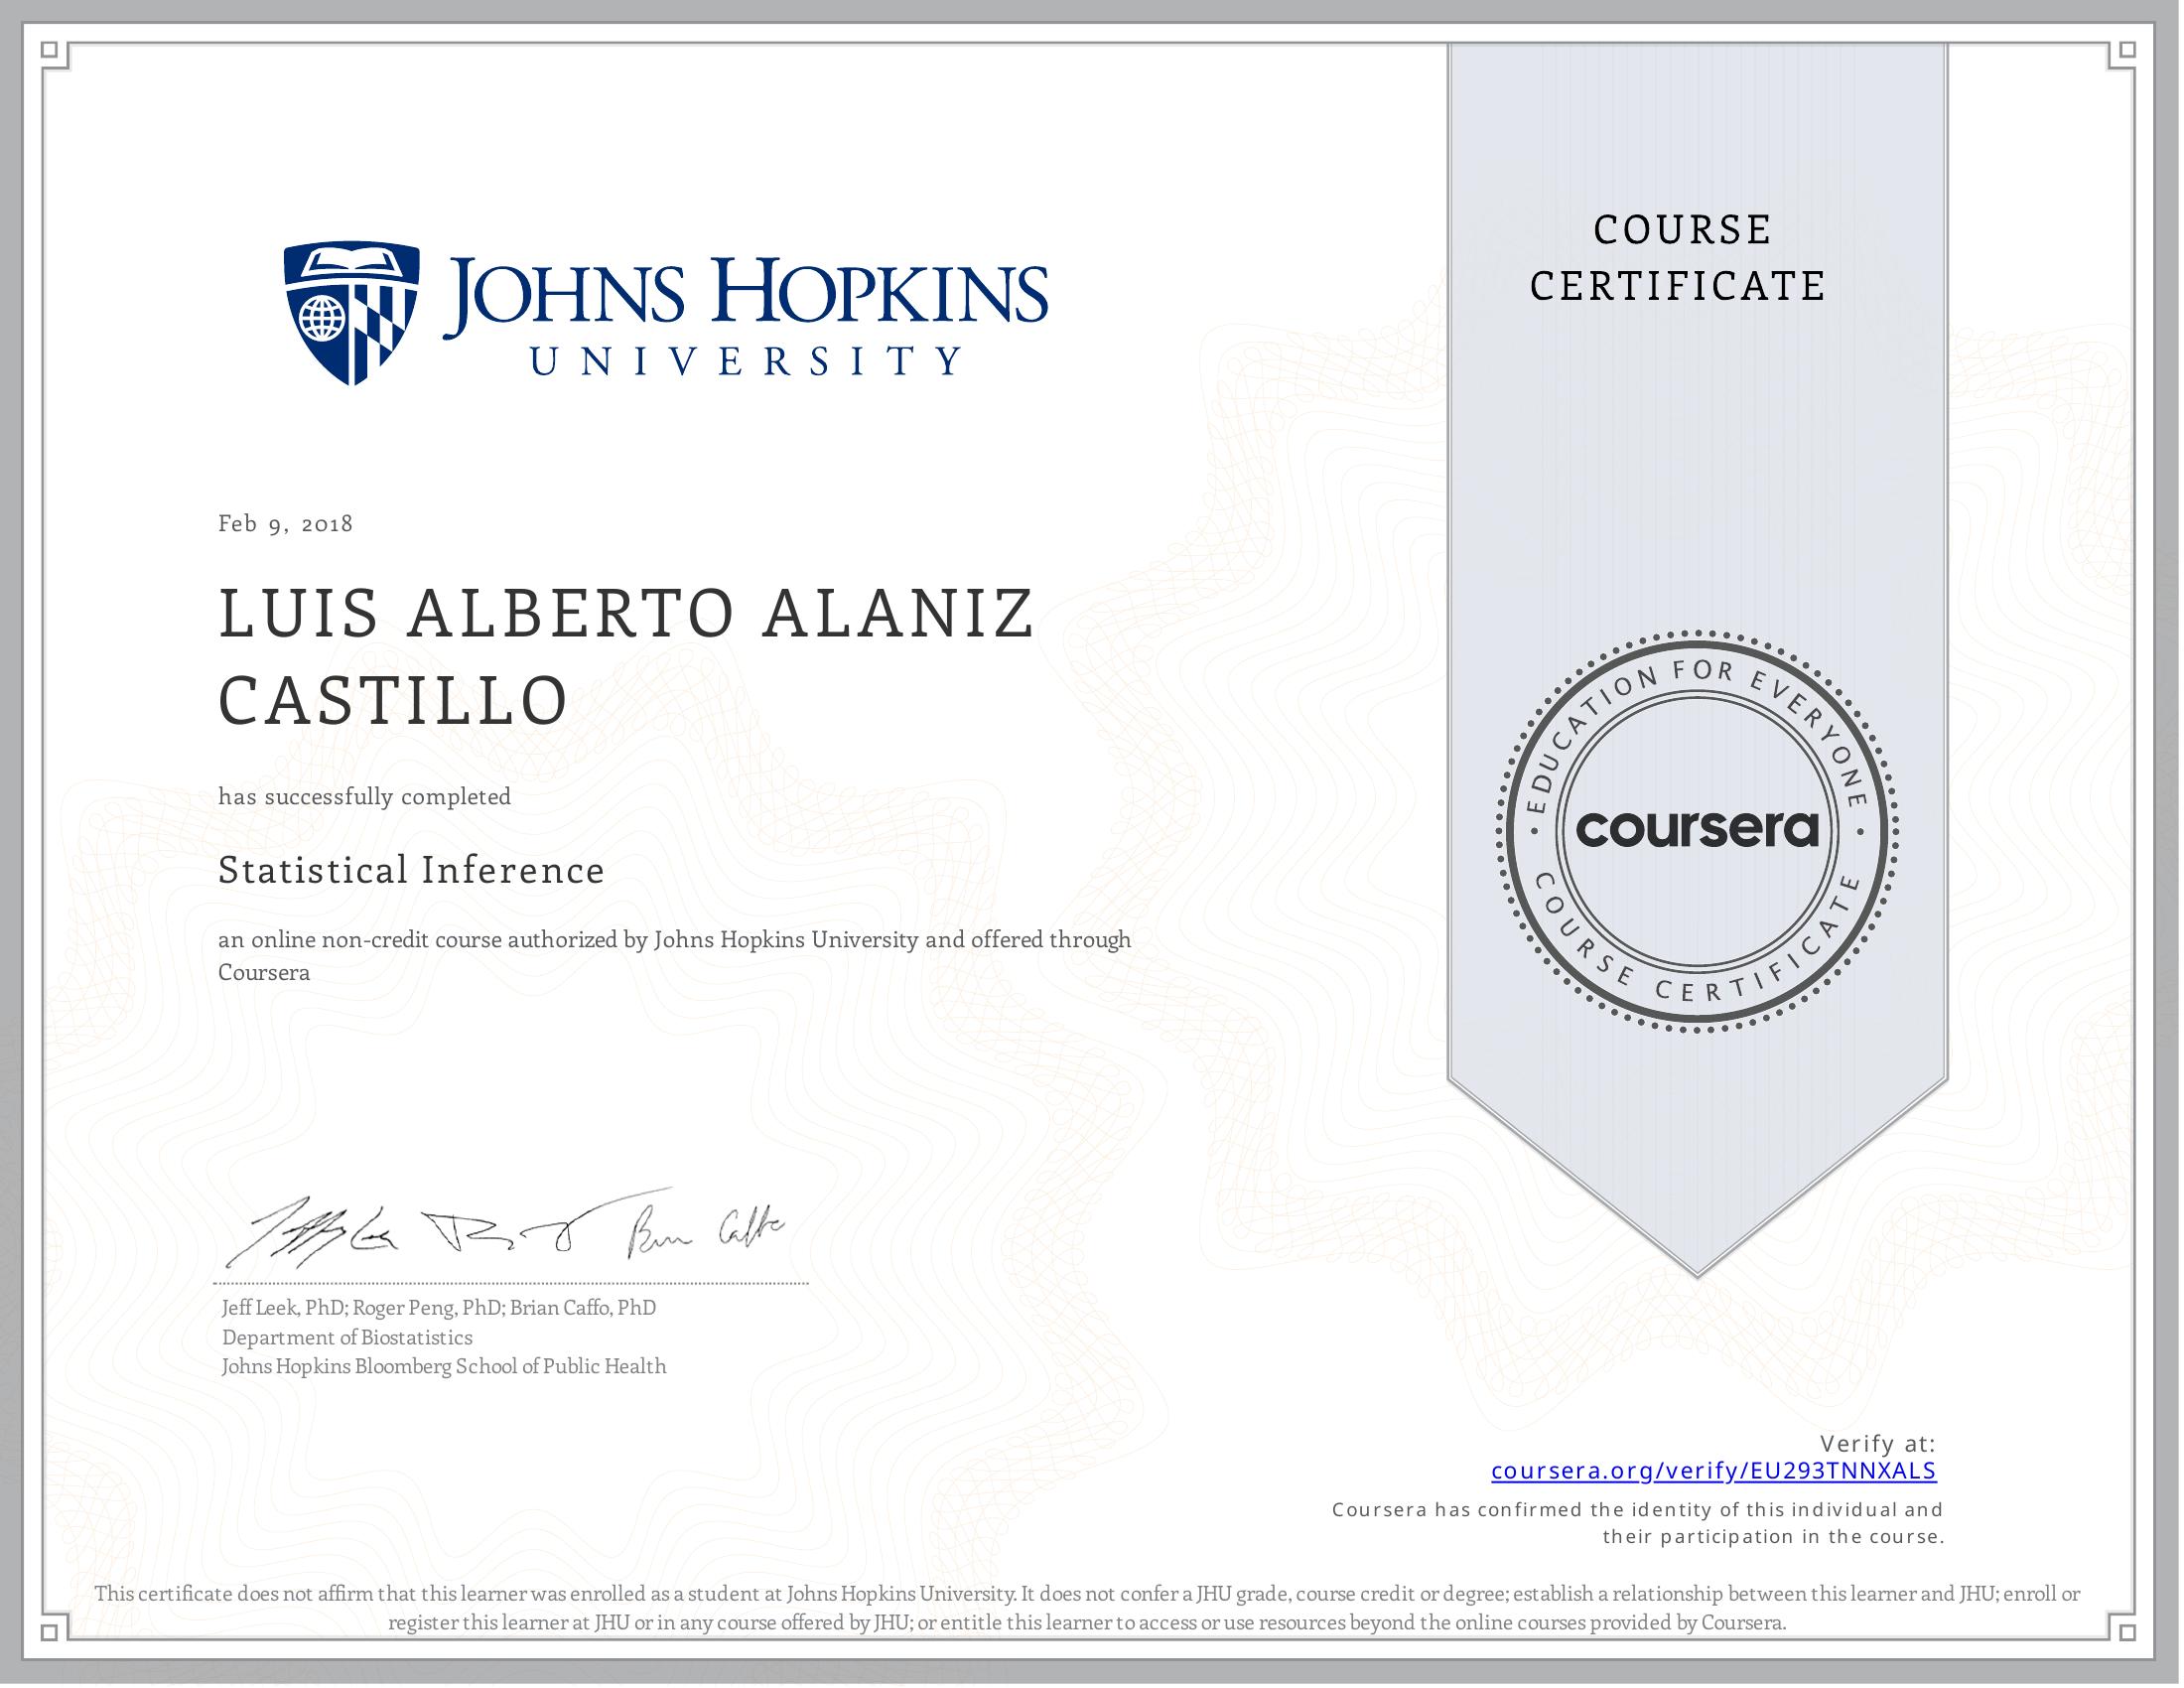 JOHNS HOPKINS
UNIVERSITY
COURSE
CERTIFICATE
Feb 9, 2018
LUIS ALBERTO ALANIZ
CASTILLO
has successfully completed
Statistical Inference
an online non-credit course authorized by Johns Hopkins University and offered through
Coursera
EDUCATION FOR EVERYONE
coursera
COURSE CERTIFICATE
Jeff Leek, PhD; Roger Peng, PhD; Brian Caffo, PhD
Department of Biostatistics
Johns Hopkins Bloomberg School of Public Health
Verify at:
coursera.org/verify/EU293TNNXALS
Coursera has confirmed the identity of this individual and
their participation in the course.
This certificate does not affirm that this learner was enrolled as a student at Johns Hopkins University. It does not confer a JHU grade, course credit or degree; establish a relationship between this learner and JHU; enroll or
register this learner at JHU or in any course offered by JHU; or entitle this learner to access or use resources beyond the online courses provided by Coursera.